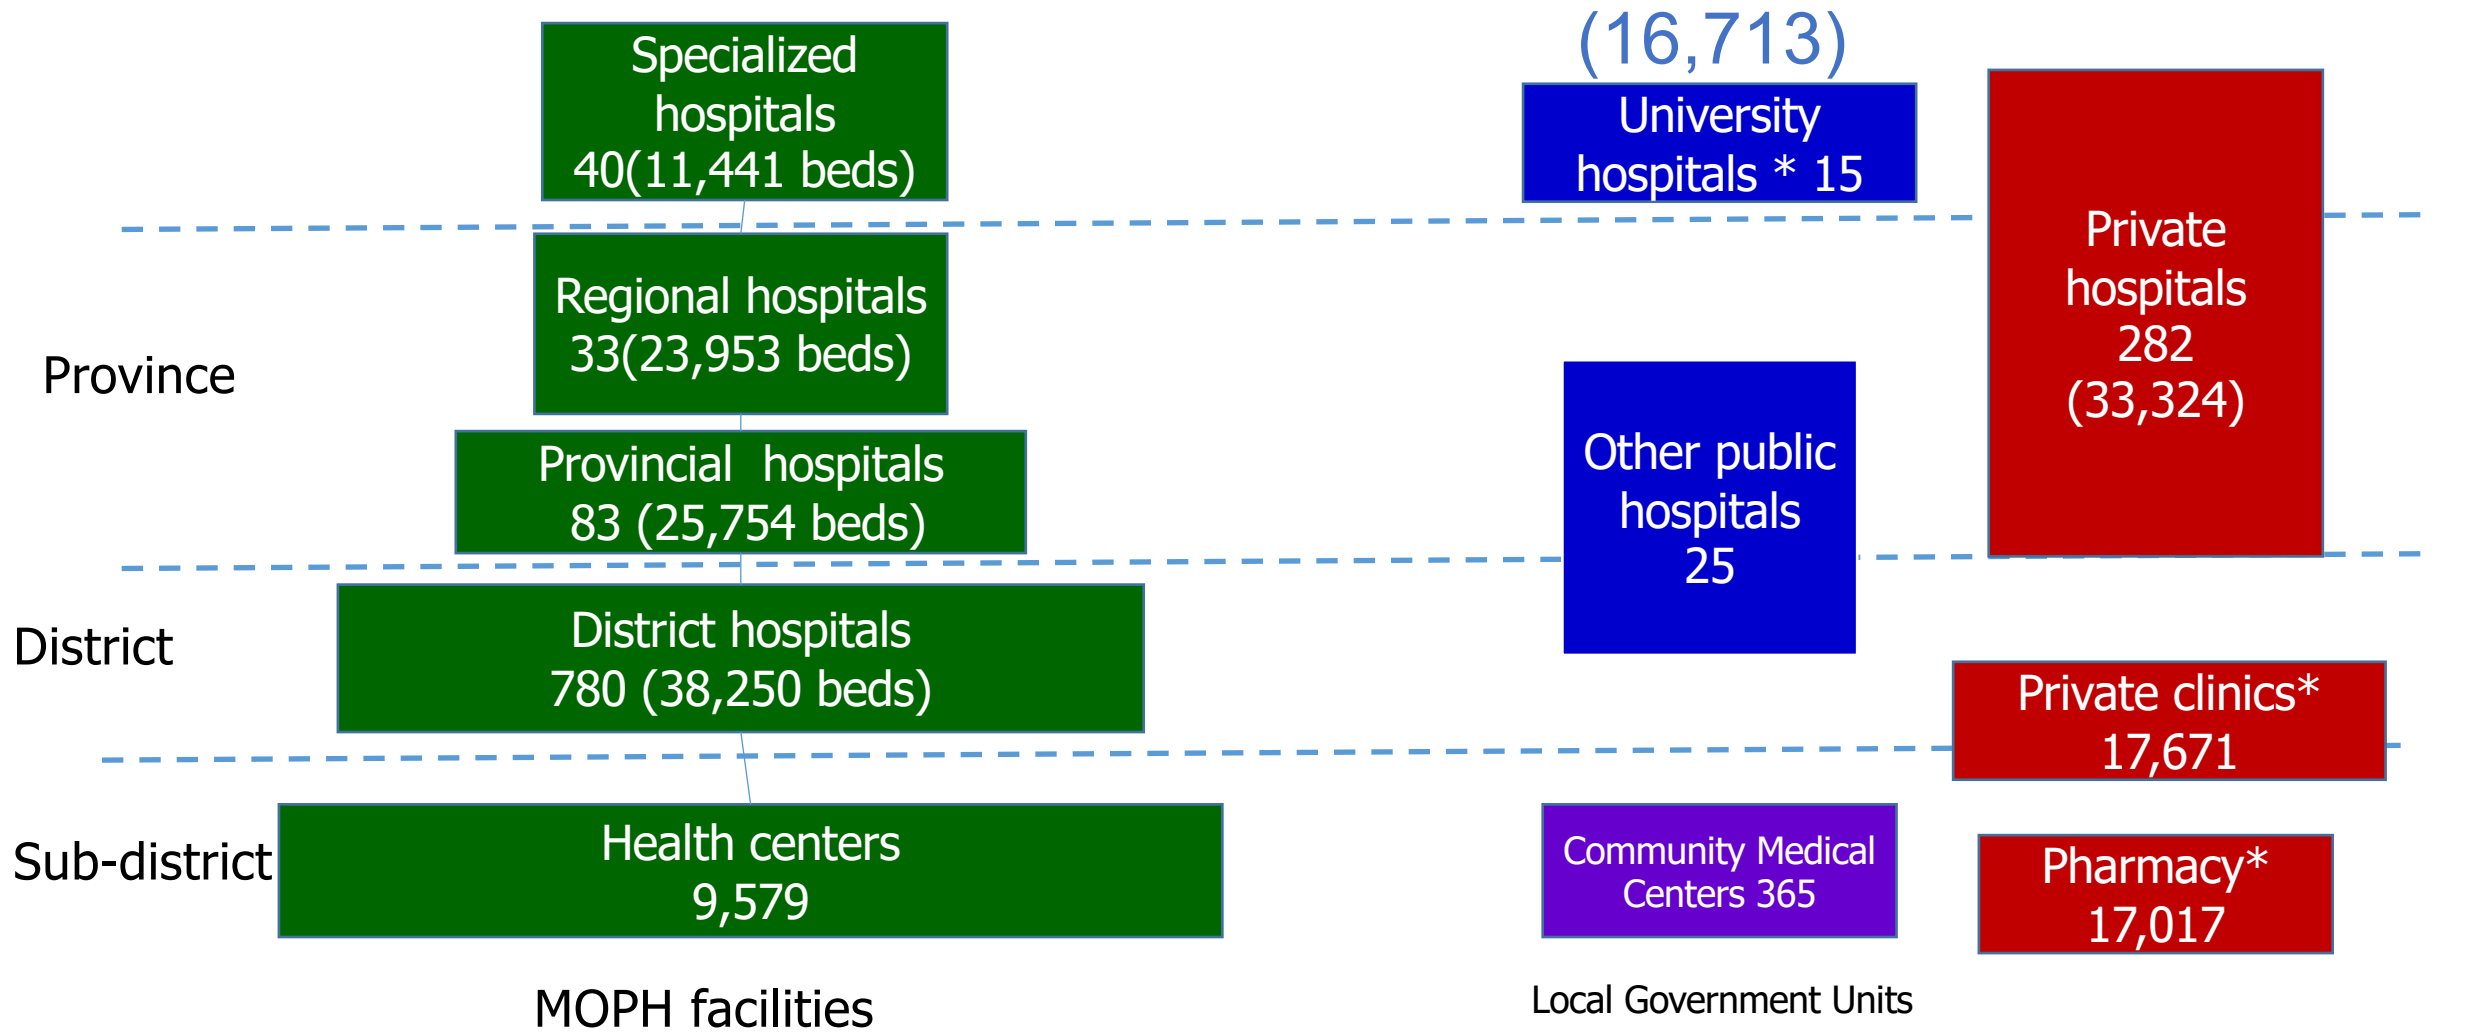 Specialized
hospitals
40(11,441 beds)
(16,713)
University
hospitals * 15
Private
hospitals
282
(33,324)
Province
Regional hospitals
33(23,953 beds)
Provincial  hospitals
83 (25,754 beds)
Other public
hospitals
25
District
District hospitals
780 (38,250 beds)
Private clinics*
17,671
Sub-district
Health centers
9,579
Community Medical
Centers 365
Pharmacy*
17,017
MOPH facilities
Local Government Units